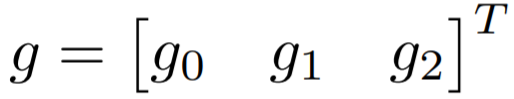 g = [g₀ g₁ g₂]ᵀ